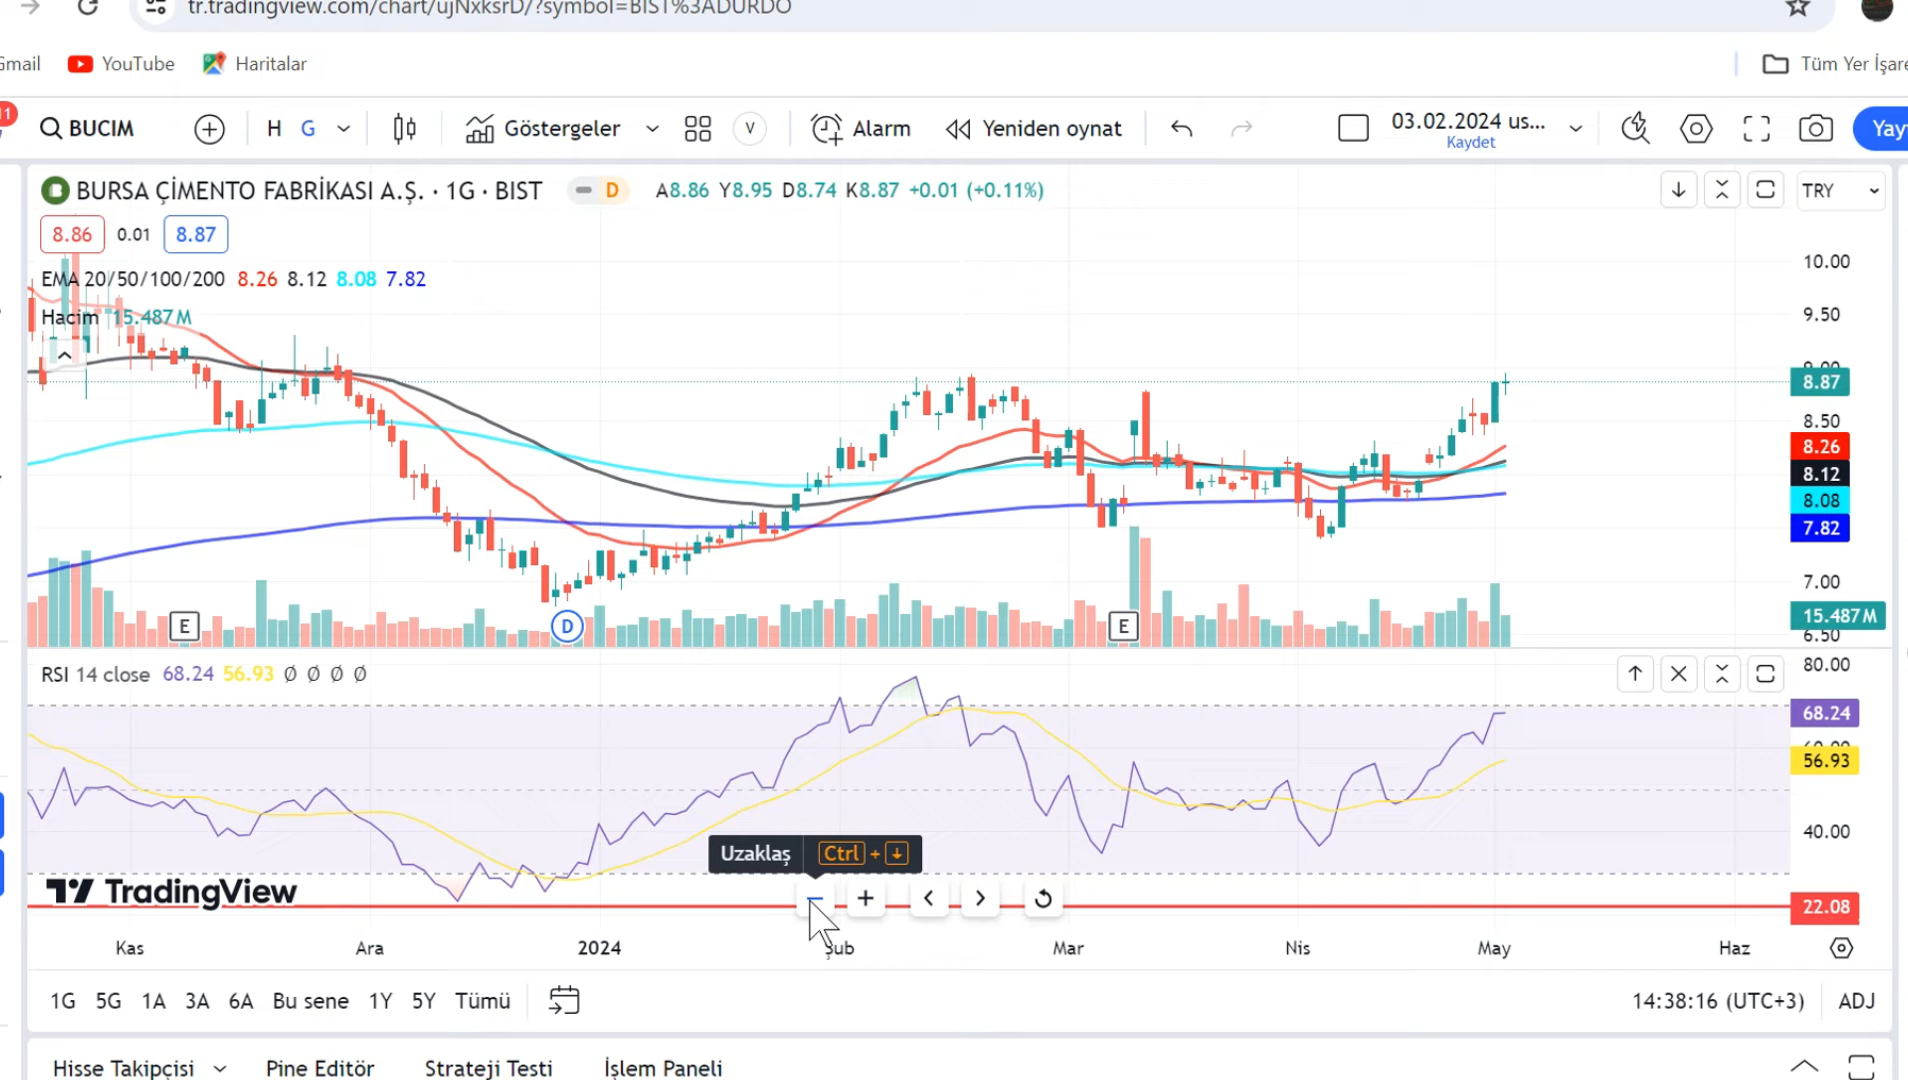 tr.tradingview.com/chart/ujNxksrD/?symbol=BIST%3ADURDO
Gmail YouTube Haritalar Tüm Yer İşare
11 BUCIM H G Göstergeler V Alarm Yeniden oynat 03.02.2024 us... Kaydet Yay
BURSA ÇİMENTO FABRİKASI A.Ş. · 1G · BIST D A8.86 Y8.95 D8.74 K8.87 +0.01 (+0.11%) TRY
8.86 0.01 8.87
EMA 20/50/100/200 8.26 8.12 8.08 7.82
Hacim 15.487 M
10.00
9.50
9.00
8.87
8.50
8.26
8.12
8.08
7.82
7.00
15.487 M
6.50
E D E
RSI 14 close 68.24 56.93 Ø Ø Ø Ø
80.00
68.24
60.00
56.93
40.00
22.08
Uzaklaş Ctrl + ↓
TradingView
Kas Ara 2024 Şub Mar Nis May Haz
1G 5G 1A 3A 6A Bu sene 1Y 5Y Tümü 14:38:16 (UTC+3) ADJ
Hisse Takipçisi Pine Editör Strateji Testi İşlem Paneli